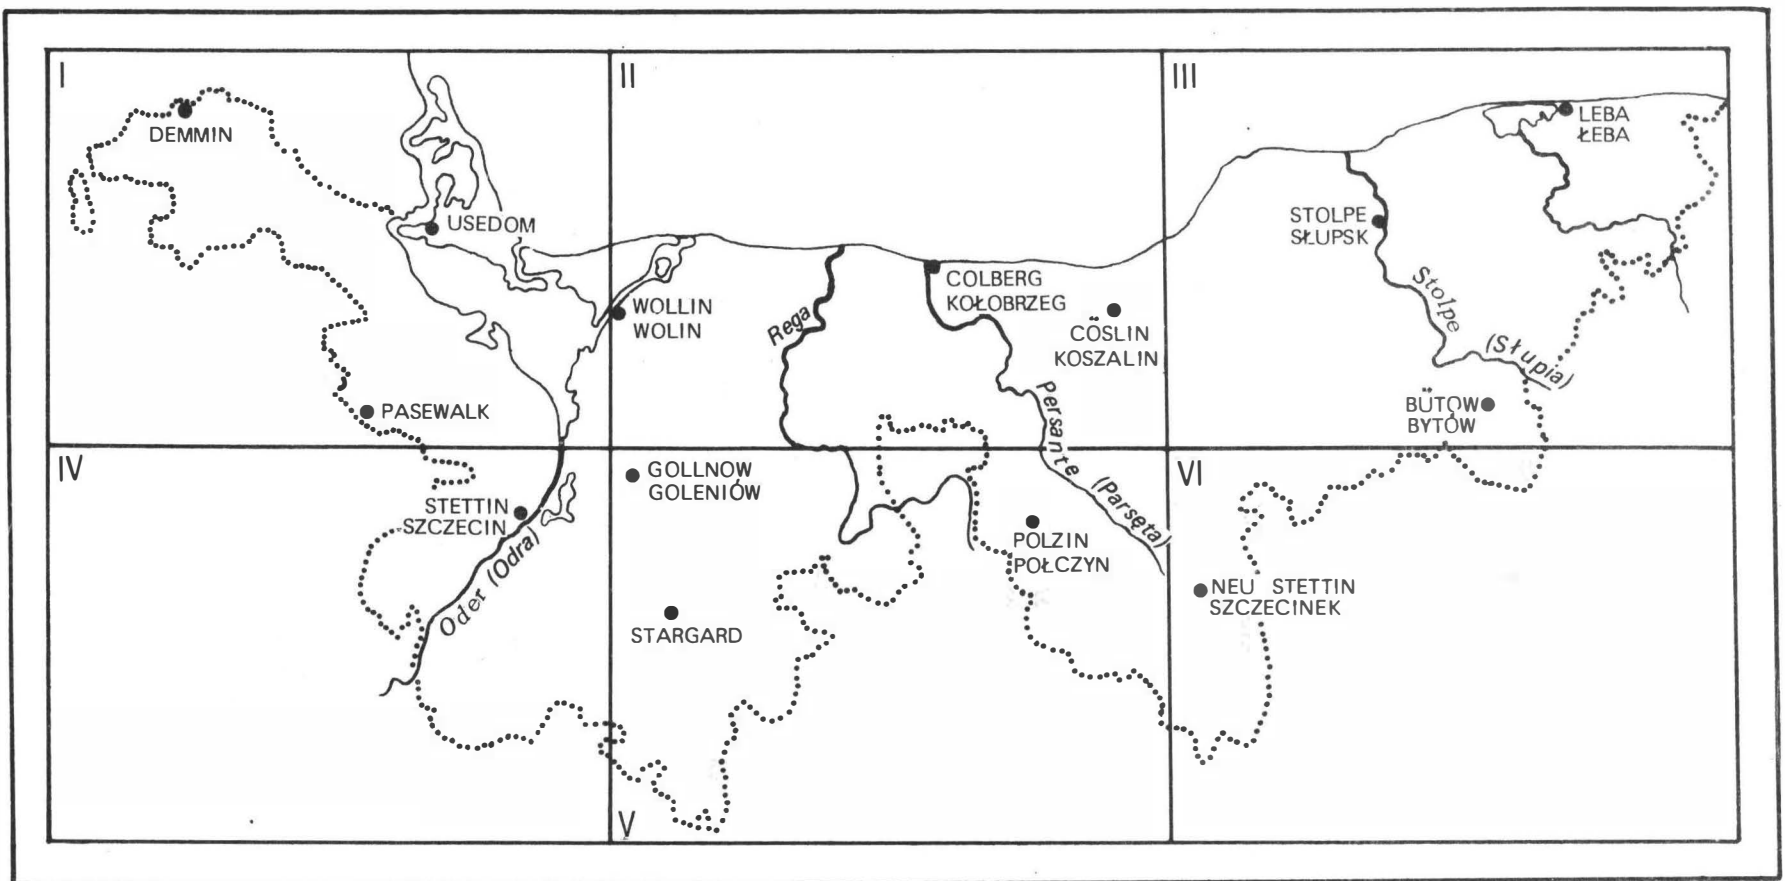 I
II
III
DEMMIN
USEDOM
WOLLIN
WOLIN
PASEWALK
Rega
COLBERG
KOŁOBRZEG
CÖSLIN
KOSZALIN
Persante (Parsęta)
LEBA
ŁEBA
STOLPE
SŁUPSK
Stolpe (Słupia)
BÜTOW
BYTÓW
IV
STETTIN
SZCZECIN
Oder (Odra)
GOLLNOW
GOLENIÓW
STARGARD
POLZIN
POŁCZYN
V
VI
NEU STETTIN
SZCZECINEK